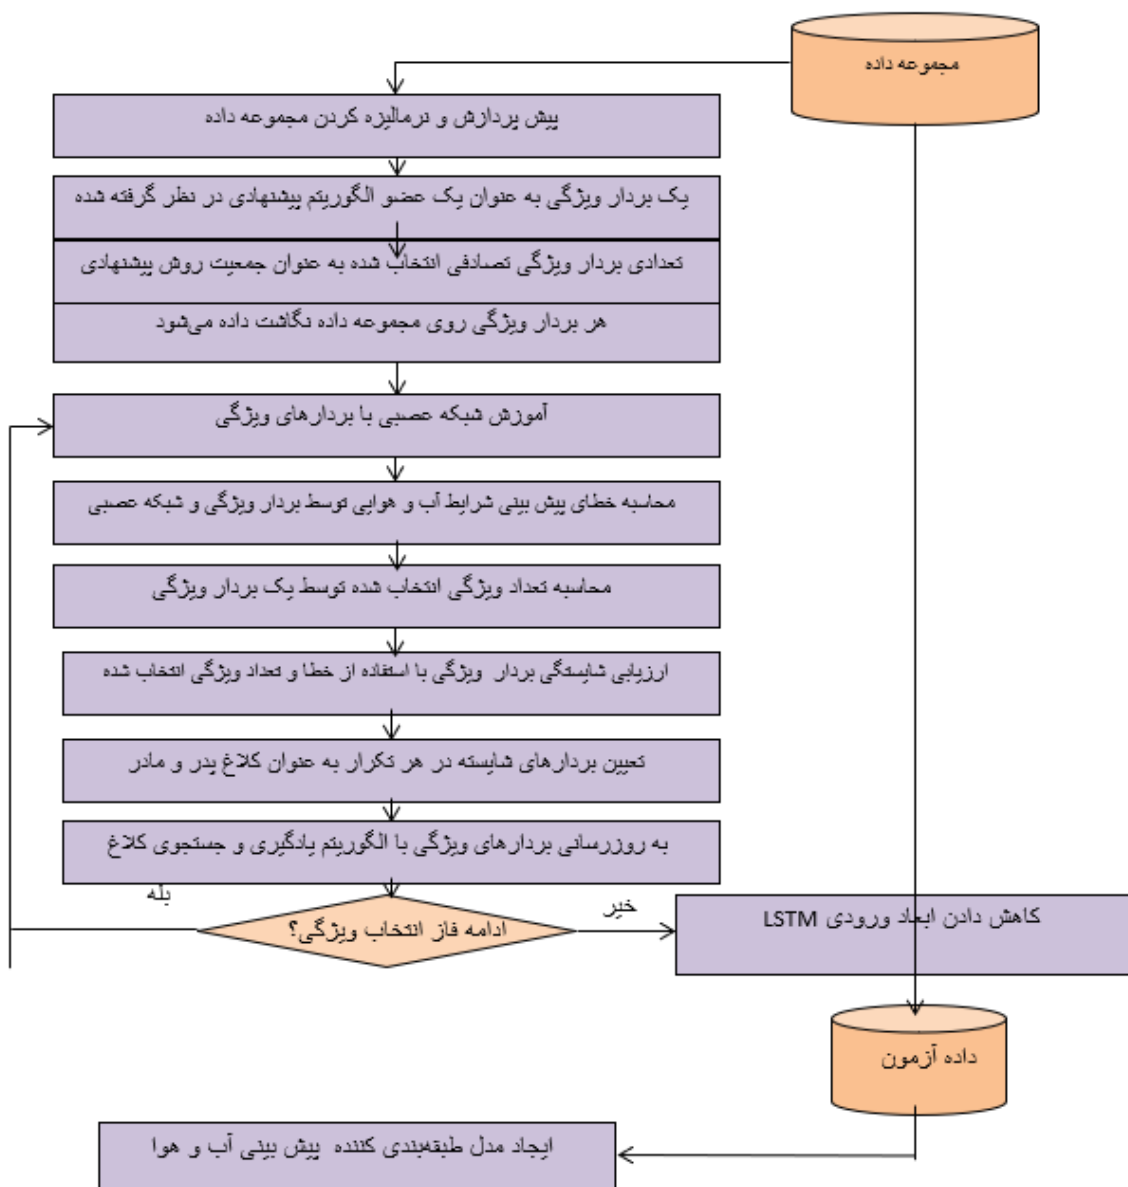 مجموعه داده
پیش پردازش و نرمالیزه کردن مجموعه داده
یک بردار ویژگی به عنوان یک عضو الگوریتم پیشنهادی در نظر گرفته شده
تعدادی بردار ویژگی تصادفی انتخاب شده به عنوان جمعیت روش پیشنهادی
هر بردار ویژگی روی مجموعه داده نگاشت داده می‌شود
آموزش شبکه عصبی با بردارهای ویژگی
محاسبه خطای پیش بینی شرایط آب و هوایی توسط بردار ویژگی و شبکه عصبی
محاسبه تعداد ویژگی انتخاب شده توسط یک بردار ویژگی
ارزیابی شایستگی بردار ویژگی با استفاده از خطا و تعداد ویژگی انتخاب شده
تعیین بردارهای شایسته در هر تکرار به عنوان کلاغ پدر و مادر
به روزرسانی بردارهای ویژگی با الگوریتم یادگیری و جستجوی کلاغ
بله
ادامه فاز انتخاب ویژگی؟
خیر
کاهش دادن ابعاد ورودی LSTM
داده آزمون
ایجاد مدل طبقه‌بندی کننده پیش بینی آب و هوا